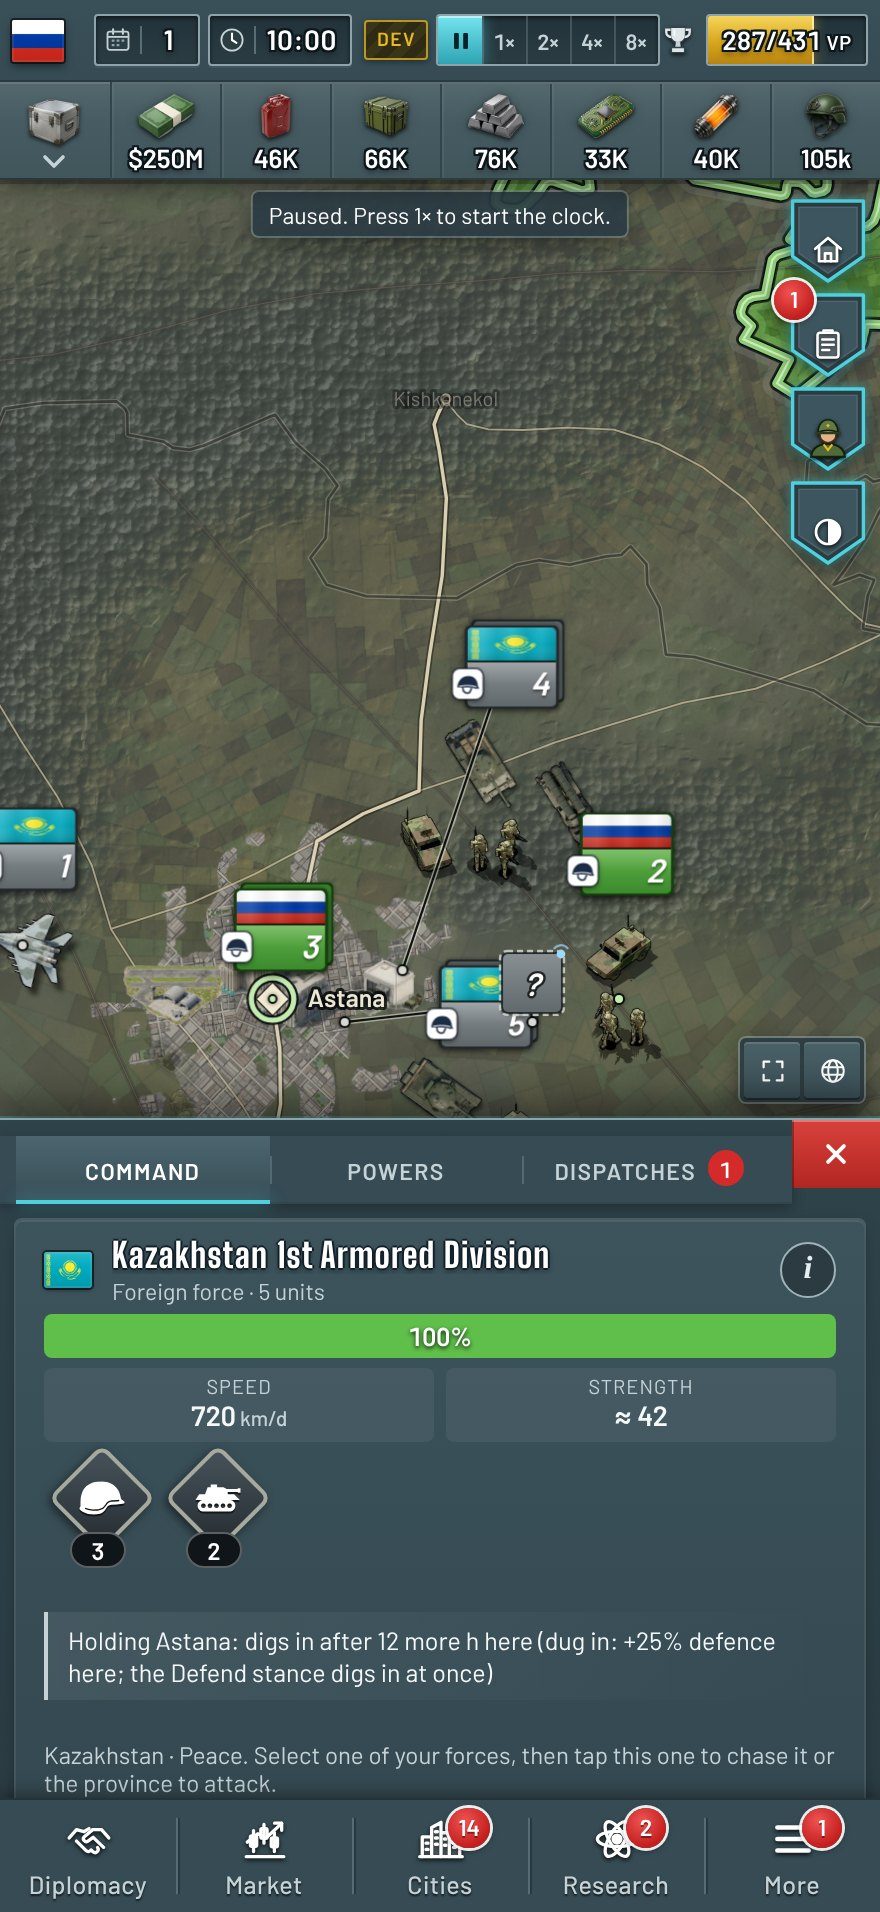 1
10:00
DEV
1×
2×
4×
8×
287/431 VP
$250M
46K
66K
76K
33K
40K
105k
Paused. Press 1× to start the clock.
1
Kishkenekol
4
1
2
3
Astana
?
5
COMMAND
POWERS
DISPATCHES
1
Kazakhstan 1st Armored Division
i
Foreign force · 5 units
100%
SPEED
STRENGTH
720 km/d
≈ 42
3
2
Holding Astana: digs in after 12 more h here (dug in: +25% defence
here; the Defend stance digs in at once)
Kazakhstan · Peace. Select one of your forces, then tap this one to chase it or
the province to attack.
14
2
1
Diplomacy
Market
Cities
Research
More